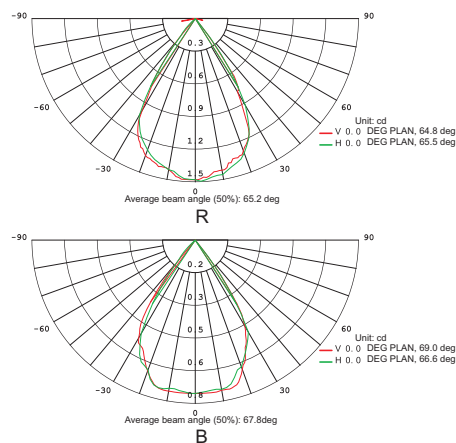 -90
90
0.3
0.6
-60
60
0.9
Unit: cd
V 0.0 DEG PLAN, 64.8 deg
1.2
H 0.0 DEG PLAN, 65.5 deg
-30
30
1.5
0
Average beam angle (50%): 65.2 deg
R
-90
90
0.2
0.3
-60
60
0.5
Unit: cd
V 0.0 DEG PLAN, 69.0 deg
0.6
H 0.0 DEG PLAN, 66.6 deg
-30
30
0.8
0
Average beam angle (50%): 67.8deg
B